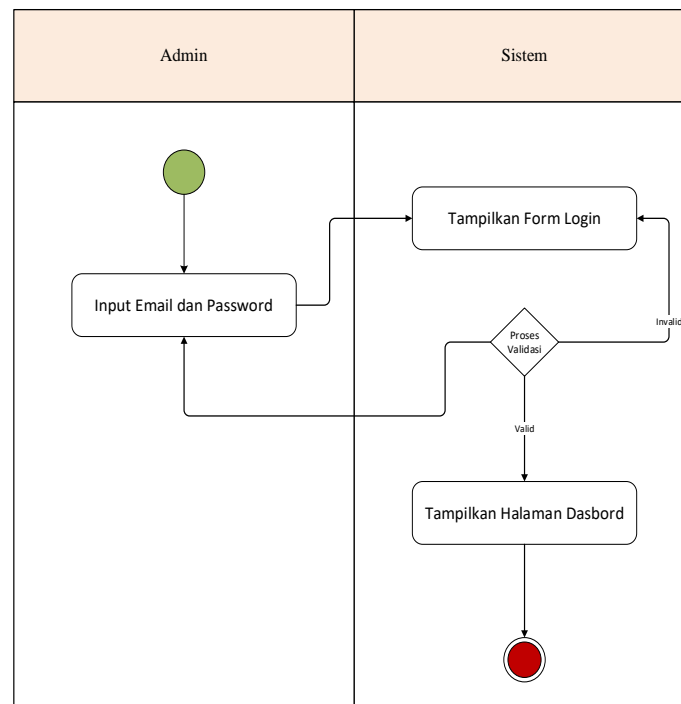 Admin
Sistem
Tampilkan Form Login
Input Email dan Password
Invalid
Proses
Validasi
Valid
Tampilkan Halaman Dasbord